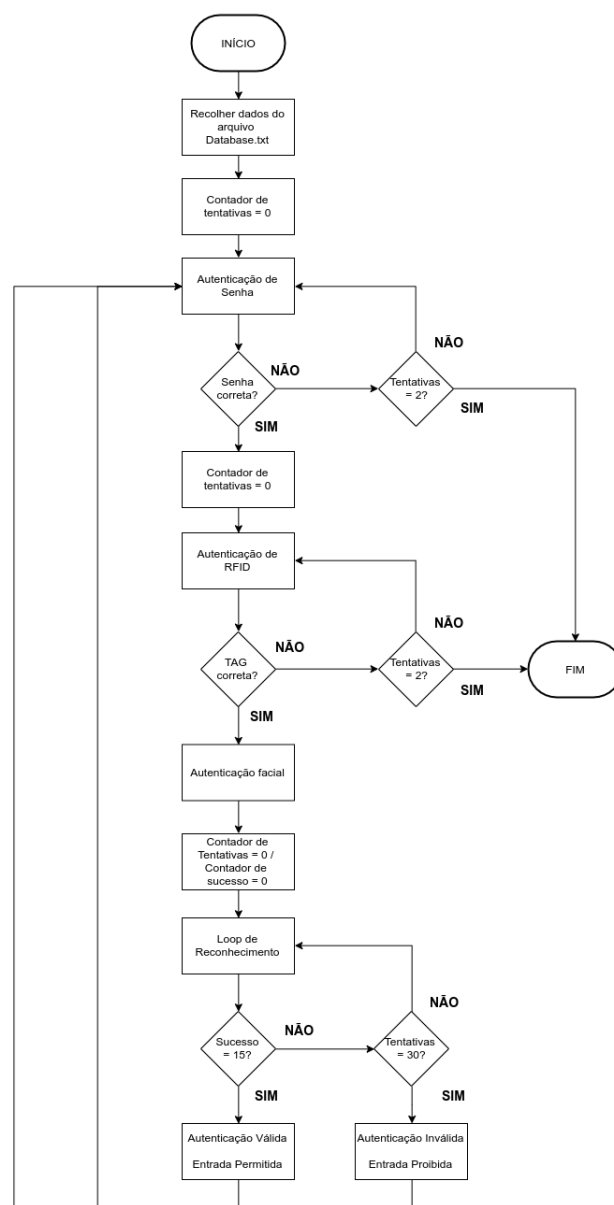 INÍCIO
Recolher dados do
arquivo
Database.txt
Contador de
tentativas = 0
Autenticação de
Senha
NÃO
Senha
correta?
NÃO
Tentativas
= 2?
SIM
SIM
Contador de
tentativas = 0
Autenticação de
RFID
NÃO
TAG
correta?
NÃO
Tentativas
= 2?
SIM
FIM
SIM
Autenticação facial
Contador de
Tentativas = 0 /
Contador de
sucesso = 0
Loop de
Reconhecimento
NÃO
Sucesso
= 15?
NÃO
Tentativas
= 30?
SIM
SIM
Autenticação Válida
Entrada Permitida
Autenticação Inválida
Entrada Proibida